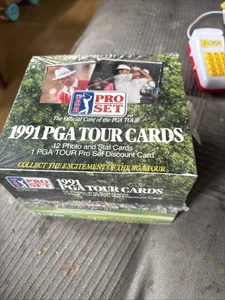 PRO
SET
PGA TOUR
The Official Card of the PGA TOUR
1991 PGA TOUR CARDS
12 Photo and Stat Cards
1 PGA TOUR Pro Set Discount Card
COLLECT THE EXCITEMENT OF THE PGA TOUR
PRO
SET
1991
PGA TOUR CARDS